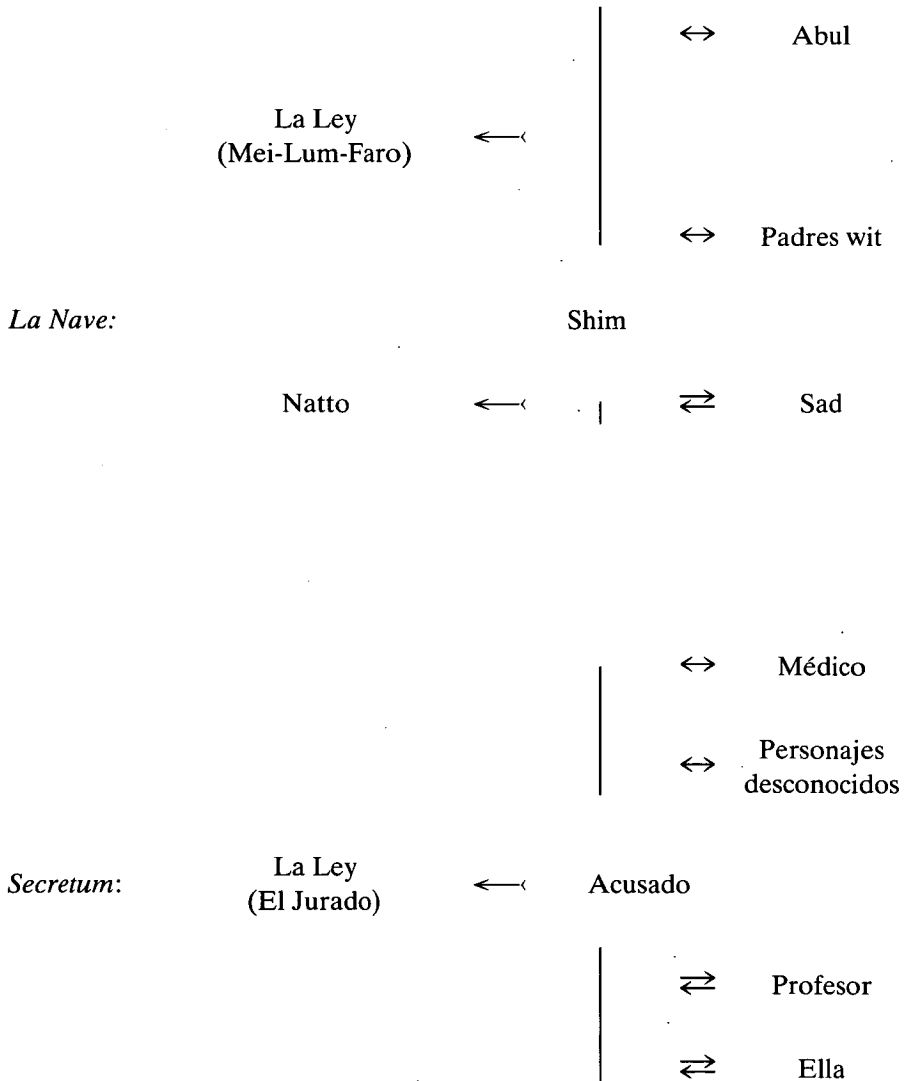 ↔ Abul
La Ley
(Mei-Lum-Faro)
↔ Padres wit
La Nave: Shim
Natto ← ⇄ Sad
↔ Médico
↔ Personajes
desconocidos
Secretum: La Ley
(El Jurado) ← Acusado
⇄ Profesor
⇄ Ella